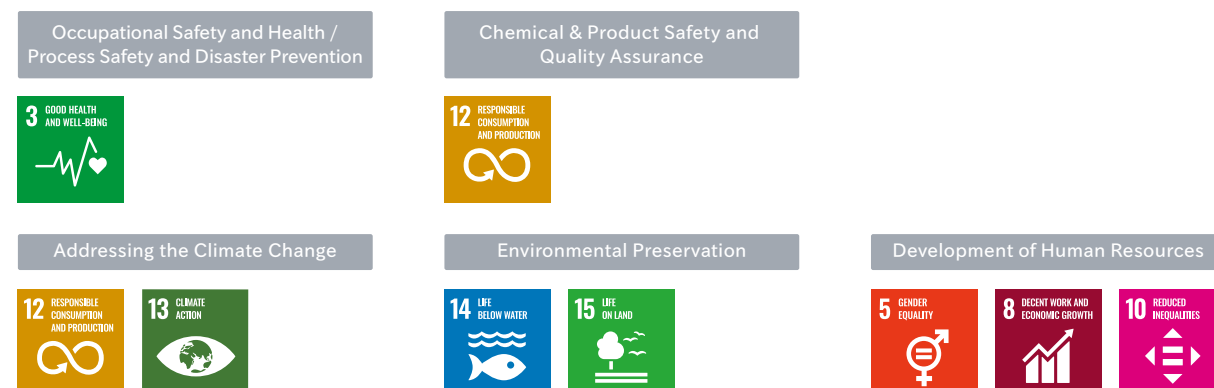 Occupational Safety and Health /
Process Safety and Disaster Prevention
Chemical & Product Safety and
Quality Assurance
3 GOOD HEALTH
AND WELL-BEING
12 RESPONSIBLE
CONSUMPTION
AND PRODUCTION
Addressing the Climate Change
Environmental Preservation
Development of Human Resources
12 RESPONSIBLE
CONSUMPTION
AND PRODUCTION
13 CLIMATE
ACTION
14 LIFE
BELOW WATER
15 LIFE
ON LAND
5 GENDER
EQUALITY
8 DECENT WORK AND
ECONOMIC GROWTH
10 REDUCED
INEQUALITIES